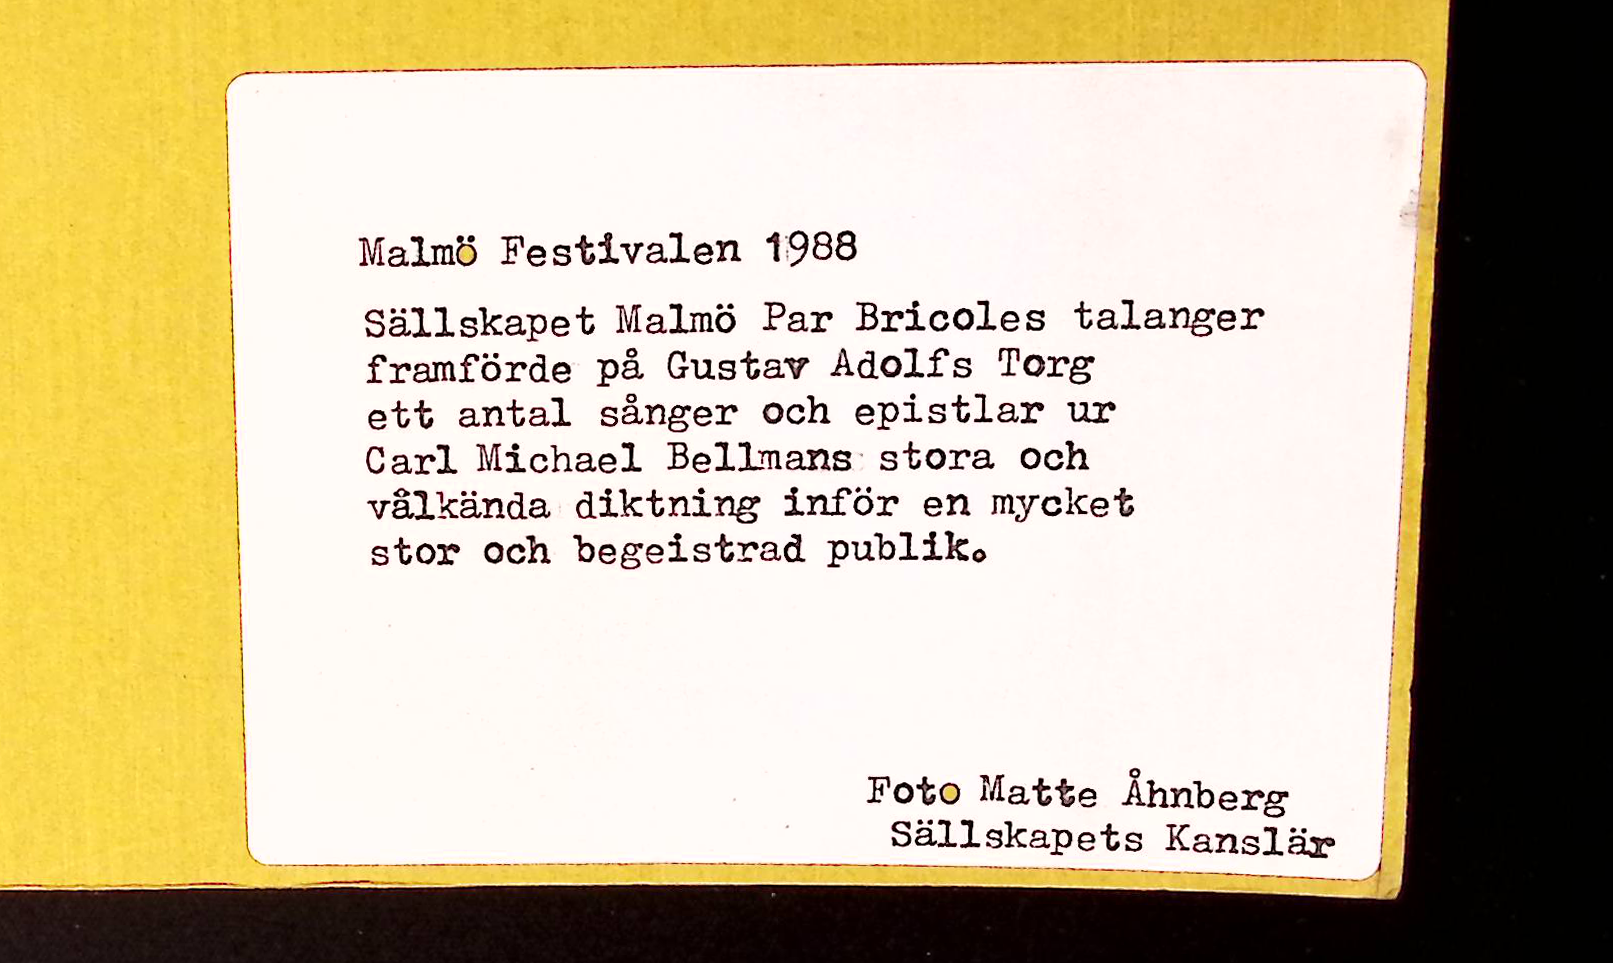 Malmö Festivalen 1988
Sällskapet Malmö Par Bricoles talanger
framförde på Gustav Adolfs Torg
ett antal sånger och epistlar ur
Carl Michael Bellmans stora och
vålkända diktning inför en mycket
stor och begeistrad publik.
Foto Matte Åhnberg
Sällskapets Kanslär